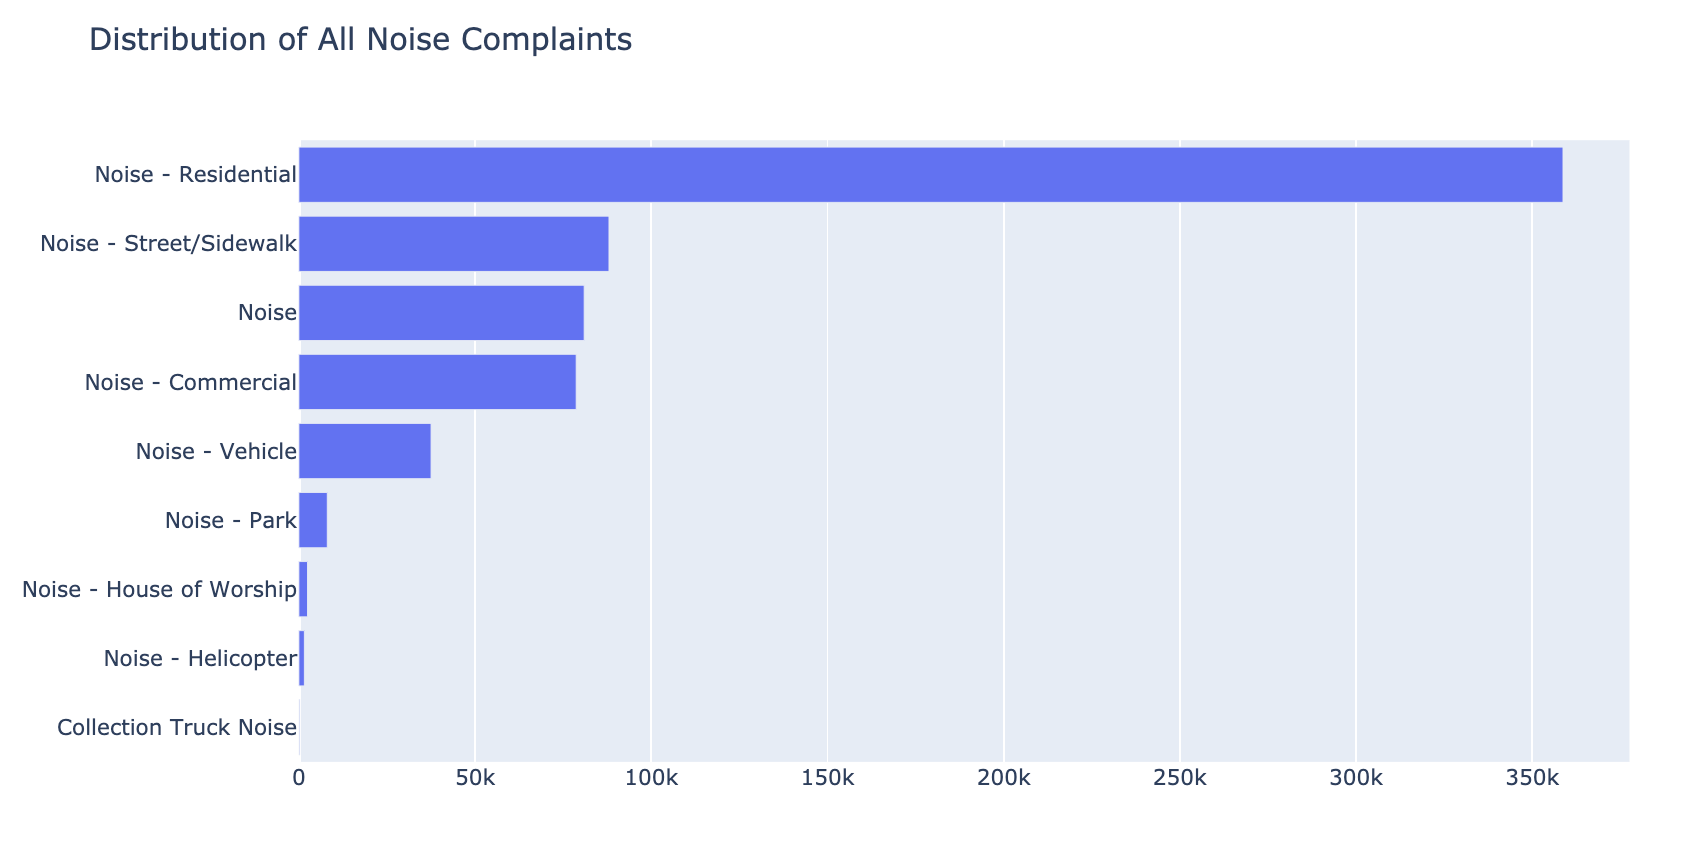 Distribution of All Noise Complaints
Noise - Residential
Noise - Street/Sidewalk
Noise
Noise - Commercial
Noise - Vehicle
Noise - Park
Noise - House of Worship
Noise - Helicopter
Collection Truck Noise
0 50k 100k 150k 200k 250k 300k 350k